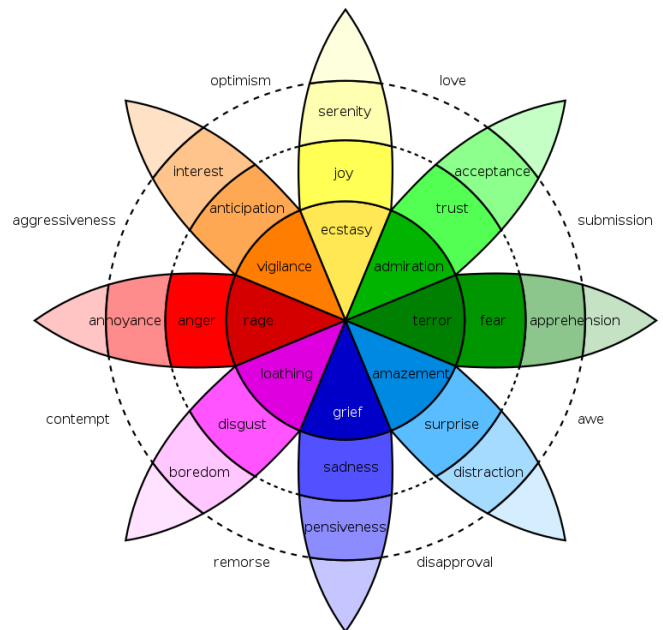 optimism
love
serenity
interest
acceptance
joy
anticipation
trust
aggressiveness
submission
ecstasy
vigilance
admiration
annoyance
anger
rage
terror
fear
apprehension
loathing
amazement
grief
contempt
awe
disgust
surprise
sadness
boredom
distraction
pensiveness
remorse
disapproval